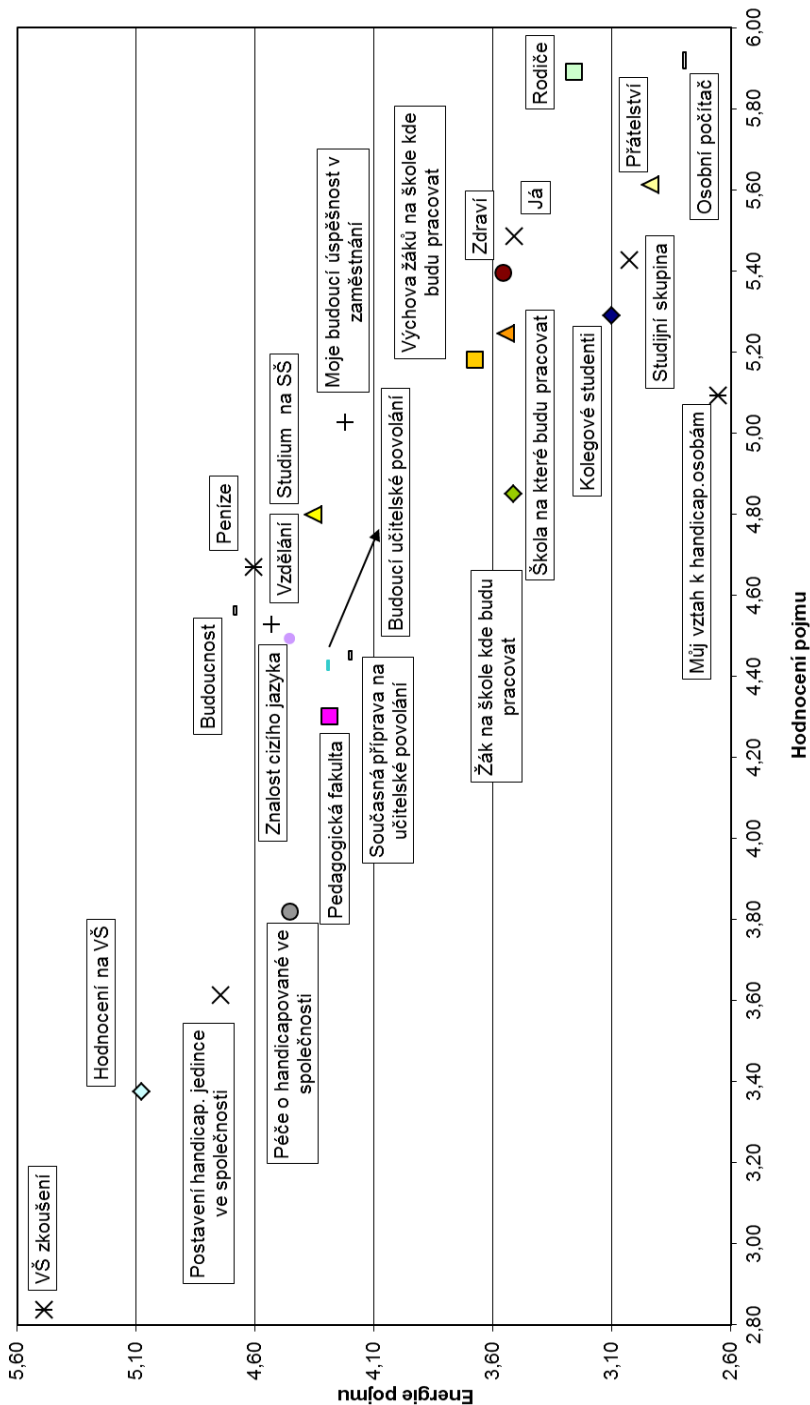 5,60
5,10
4,60
4,10
3,60
3,10
2,60
Energie pojmu
VŠ zkoušení
Hodnocení na VŠ
Postavení handicap. jedince
ve společnosti
Péče o handicapované ve
společnosti
Budoucnost
Peníze
Znalost cizího jazyka
Vzdělání
Studium  na SŠ
Moje budoucí úspěšnost v
zaměstnání
Pedagogická fakulta
Současná příprava na
učitelské povolání
Budoucí učitelské povolání
Výchova žáků na škole kde
budu pracovat
Zdraví
Já
Rodiče
Žák na škole kde budu
pracovat
Škola na které budu pracovat
Kolegové studenti
Studijní skupina
Přátelství
Osobní počítač
Můj vztah k handicap.osobám
2,80
3,00
3,20
3,40
3,60
3,80
4,00
4,20
4,40
4,60
4,80
5,00
5,20
5,40
5,60
5,80
6,00
Hodnocení pojmu